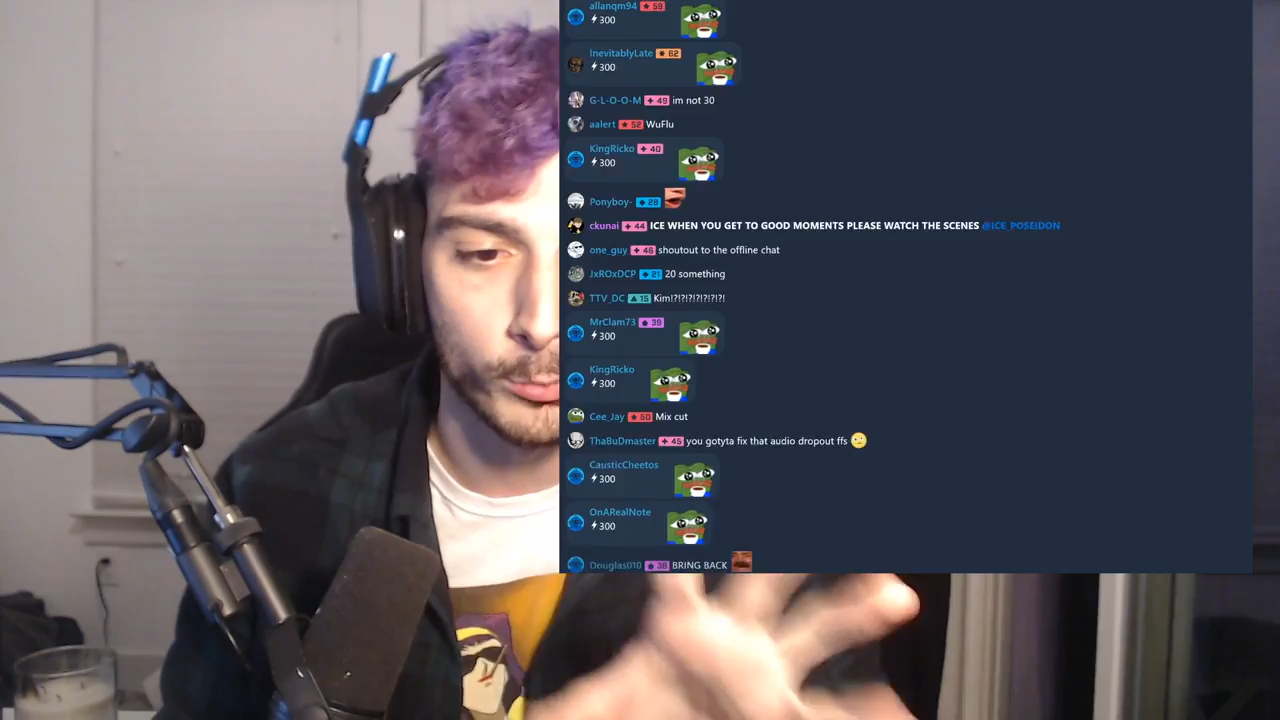 allanqm94 59
300
InevitablyLate 62
300
G-L-O-O-M 49 im not 30
aalert 52 WuFlu
KingRicko 40
300
Ponyboy- 28
ckunai 44 ICE WHEN YOU GET TO GOOD MOMENTS PLEASE WATCH THE SCENES @ICE_POSEIDON
one_guy 46 shoutout to the offline chat
JxROxDCP 21 20 something
TTV_DC 15 Kim!?!?!?!?!?!?!
MrClam73 39
300
KingRicko
300
Cee_Jay 50 Mix cut
ThaBuDmaster 45 you gotyta fix that audio dropout ffs
CausticCheetos
300
OnARealNote
300
Douglas010 38 BRING BACK